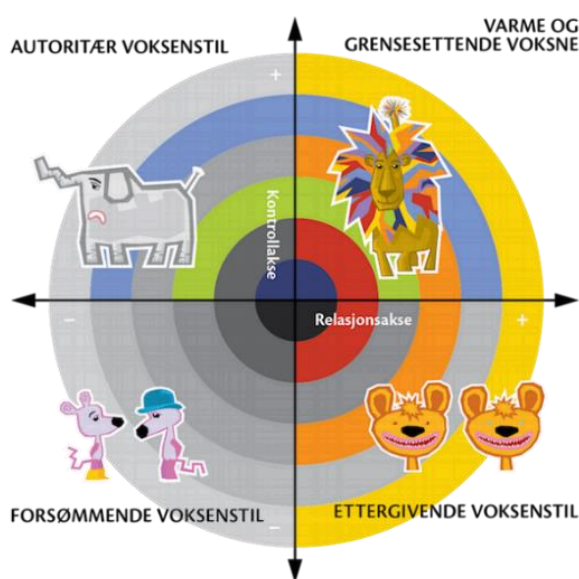 AUTORITÆR VOKSENSTIL
VARME OG
GRENSESETTENDE VOKSNE
+
Kontrollakse
Relasjonsakse
−
+
FORSØMMENDE VOKSENSTIL
ETTERGIVENDE VOKSENSTIL
−